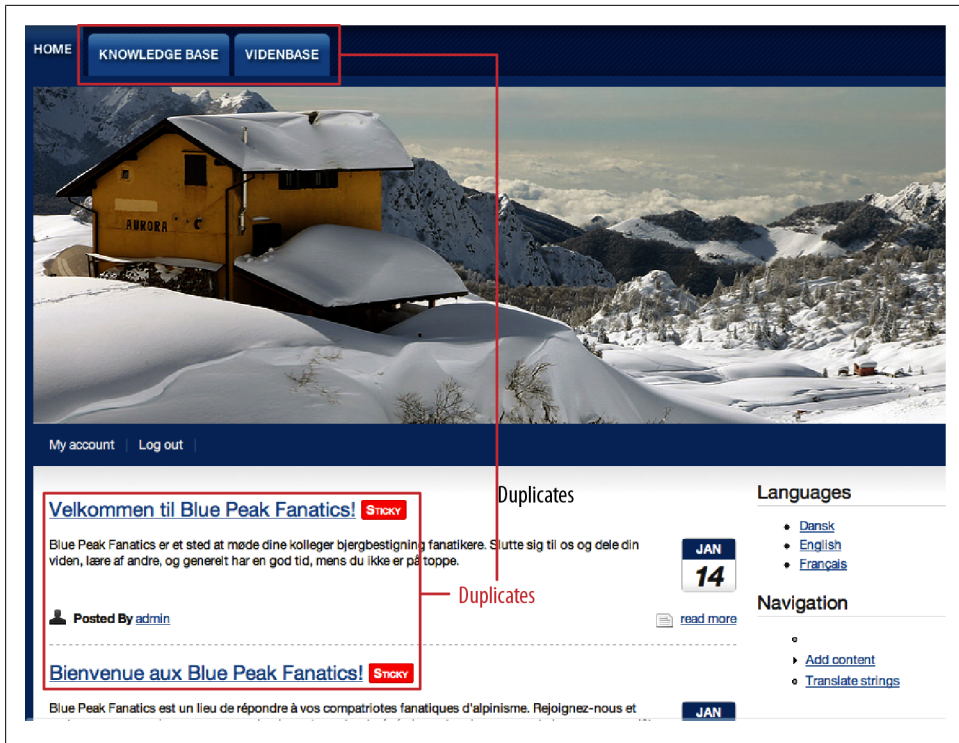 HOME
KNOWLEDGE BASE
VIDENBASE
AURORA
My account
Log out
Velkommen til Blue Peak Fanatics!
STICKY
Duplicates
Languages
Blue Peak Fanatics er et sted at møde dine kolleger bjergbestigning fanatikere. Slutte sig til os og dele din
viden, lære af andre, og generelt har en god tid, mens du ikke er på toppe.
JAN
14
Dansk
English
Français
Duplicates
Navigation
Posted By admin
read more
Add content
Translate strings
Bienvenue aux Blue Peak Fanatics!
STICKY
Blue Peak Fanatics est un lieu de répondre à vos compatriotes fanatiques d'alpinisme. Rejoignez-nous et
JAN